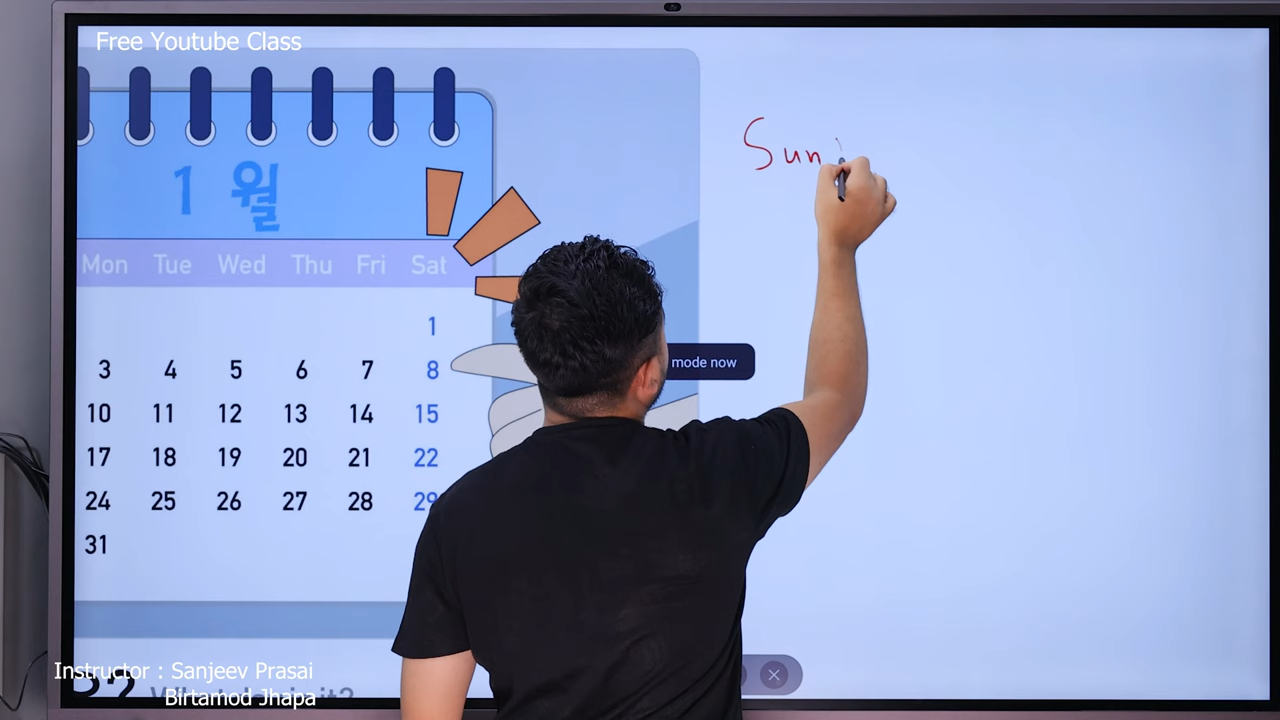 Free Youtube Class
Sun
1 월
Mon Tue Wed Thu Fri Sat
1
3 4 5 6 7 8
mode now
10 11 12 13 14 15
17 18 19 20 21 22
24 25 26 27 28 29
31
Instructor : Sanjeev Prasai
Birtamod Jhapa